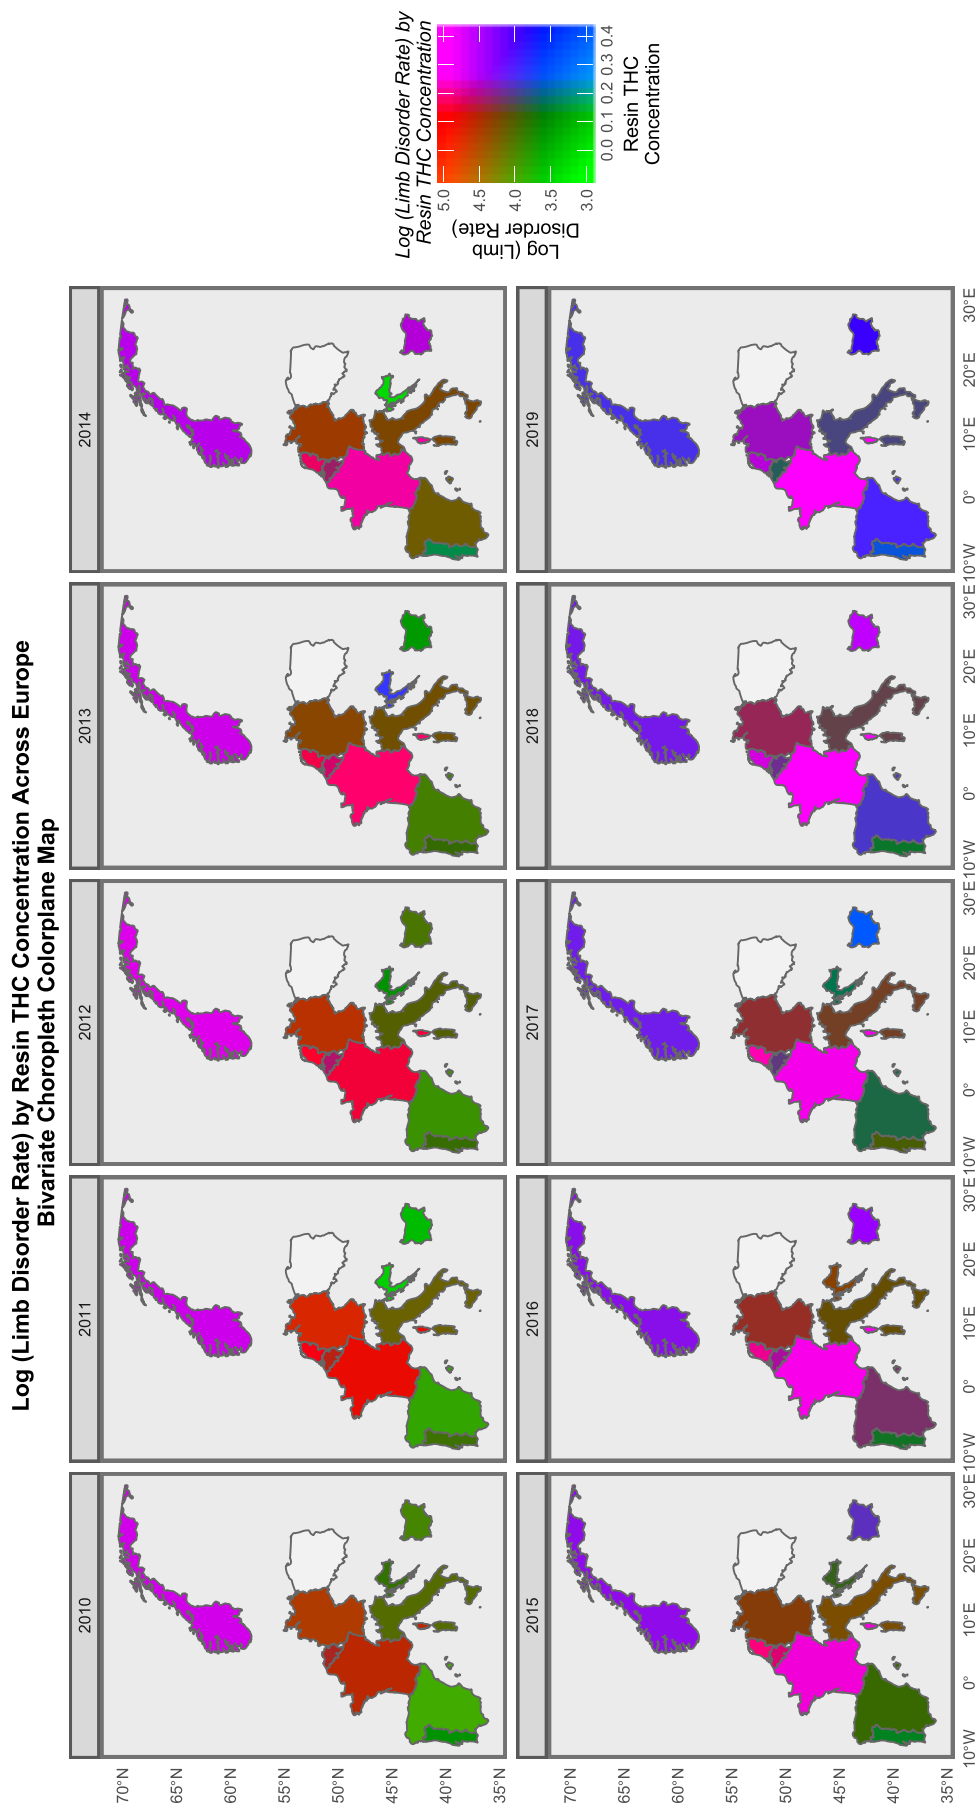 Log (Limb Disorder Rate) by Resin THC Concentration Across Europe
Bivariate Choropleth Colorplane Map
2010
2011
2012
2013
2014
70°N
65°N
60°N
55°N
50°N
45°N
40°N
35°N
2015
2016
2017
2018
2019
70°N
65°N
60°N
55°N
50°N
45°N
40°N
35°N
10°W 0° 10°E 20°E 30°E
10°W 0° 10°E 20°E 30°E
10°W 0° 10°E 20°E 30°E
10°W 0° 10°E 20°E 30°E
10°W 0° 10°E 20°E 30°E
Log (Limb Disorder Rate) by
Resin THC Concentration
Log (Limb
Disorder Rate)
5.0
4.5
4.0
3.5
3.0
0.0 0.1 0.2 0.3 0.4
Resin THC
Concentration